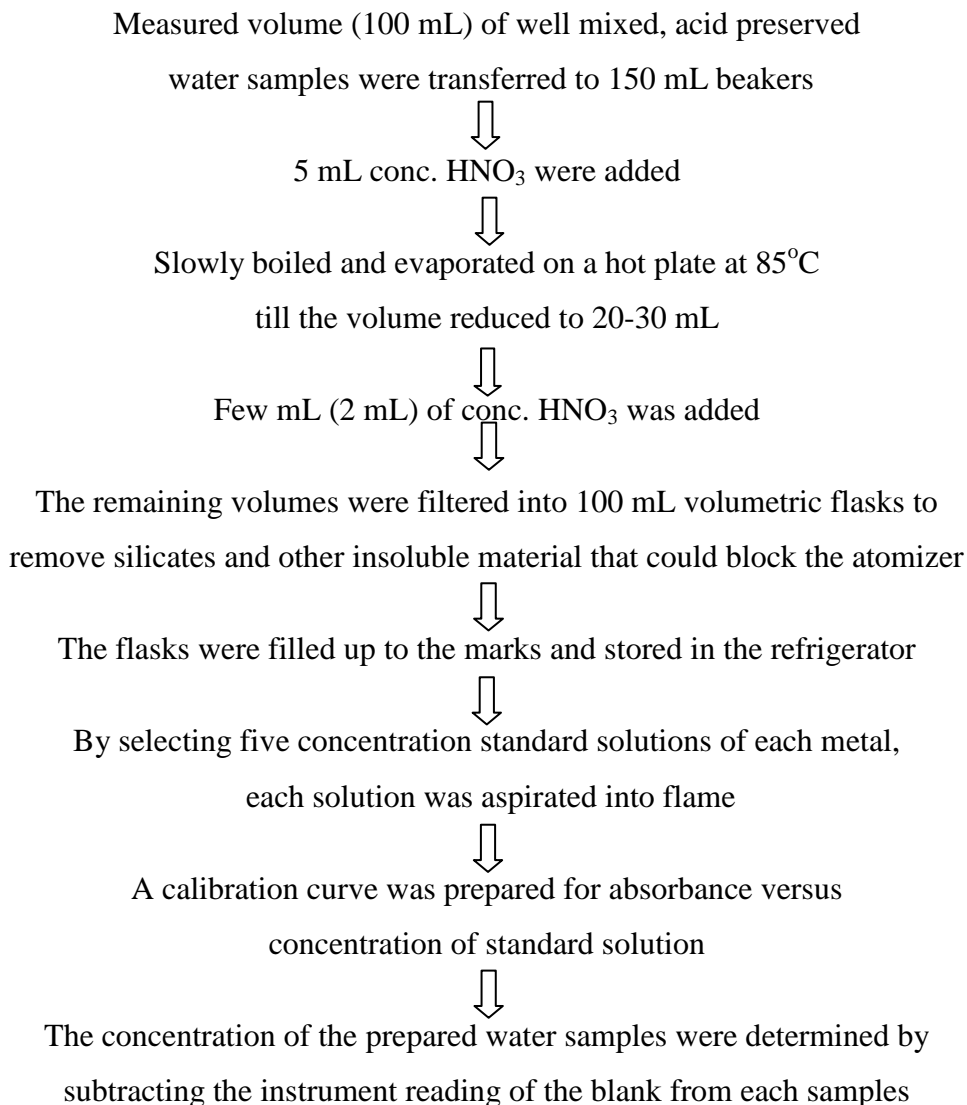 Measured volume (100 mL) of well mixed, acid preserved
water samples were transferred to 150 mL beakers
5 mL conc. HNO₃ were added
Slowly boiled and evaporated on a hot plate at 85°C
till the volume reduced to 20-30 mL
Few mL (2 mL) of conc. HNO₃ was added
The remaining volumes were filtered into 100 mL volumetric flasks to
remove silicates and other insoluble material that could block the atomizer
The flasks were filled up to the marks and stored in the refrigerator
By selecting five concentration standard solutions of each metal,
each solution was aspirated into flame
A calibration curve was prepared for absorbance versus
concentration of standard solution
The concentration of the prepared water samples were determined by
subtracting the instrument reading of the blank from each samples